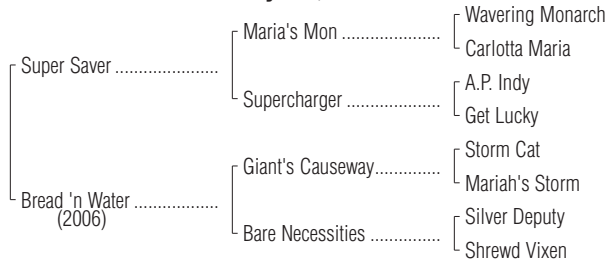 Wavering Monarch
Maria's Mon ..................
Carlotta Maria
Super Saver .....................
A.P. Indy
Supercharger ...................
Get Lucky
Storm Cat
Giant's Causeway.............
Mariah's Storm
Bread 'n Water .................
(2006)
Silver Deputy
Bare Necessities ..............
Shrewd Vixen